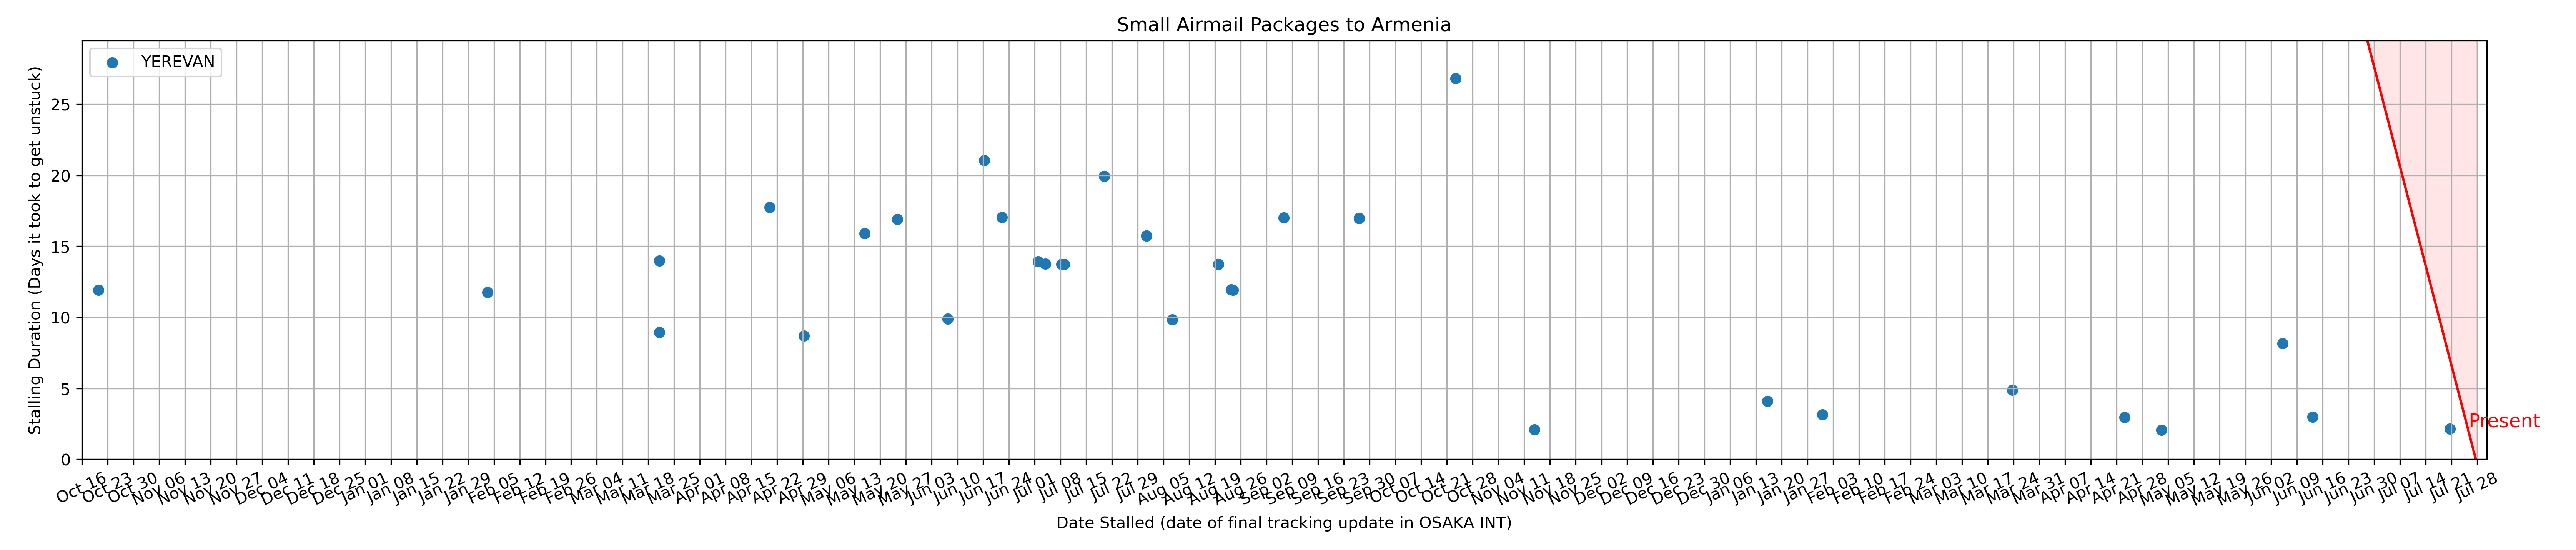 Small Airmail Packages to Armenia
YEREVAN
Stalling Duration (Days it took to get unstuck)
25
20
15
10
5
0
Present
Oct 16 Oct 23 Oct 30 Nov 06 Nov 13 Nov 20 Nov 27 Dec 04 Dec 11 Dec 18 Dec 25 Jan 01 Jan 08 Jan 15 Jan 22 Jan 29 Feb 05 Feb 12 Feb 19 Feb 26 Mar 04 Mar 11 Mar 18 Mar 25 Apr 01 Apr 08 Apr 15 Apr 22 Apr 29 May 06 May 13 May 20 May 27 Jun 03 Jun 10 Jun 17 Jun 24 Jul 01 Jul 08 Jul 15 Jul 22 Jul 29 Aug 05 Aug 12 Aug 19 Aug 26 Sep 02 Sep 09 Sep 16 Sep 23 Sep 30 Oct 07 Oct 14 Oct 21 Oct 28 Nov 04 Nov 11 Nov 18 Nov 25 Dec 02 Dec 09 Dec 16 Dec 23 Dec 30 Jan 06 Jan 13 Jan 20 Jan 27 Feb 03 Feb 10 Feb 17 Feb 24 Mar 03 Mar 10 Mar 17 Mar 24 Mar 31 Apr 07 Apr 14 Apr 21 Apr 28 May 05 May 12 May 19 May 26 Jun 02 Jun 09 Jun 16 Jun 23 Jun 30 Jul 07 Jul 14 Jul 21 Jul 28
Date Stalled (date of final tracking update in OSAKA INT)